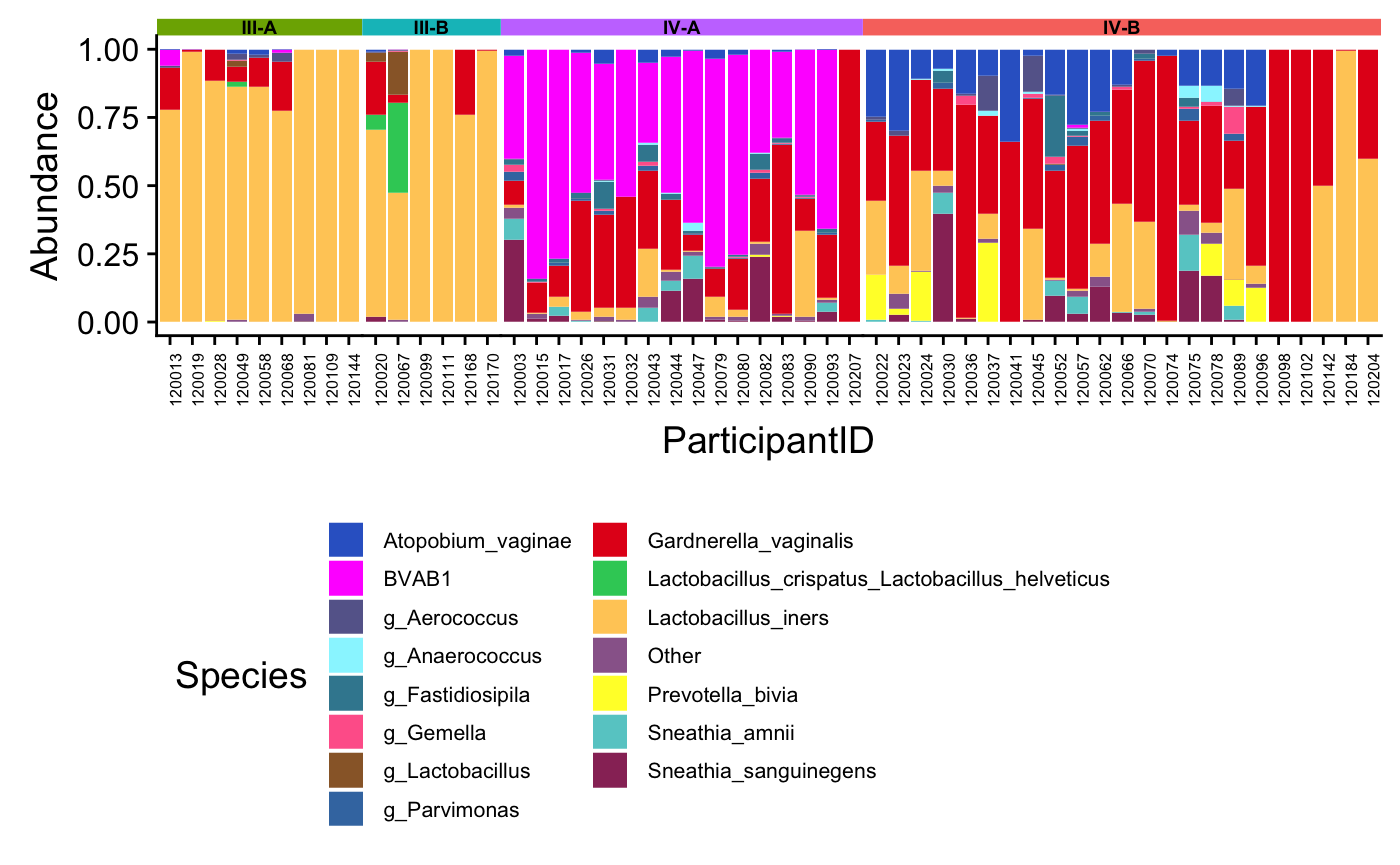 III-A III-B IV-A IV-B
1.00
0.75
0.50
0.25
0.00
Abundance
120013 120019 120028 120049 120058 120068 120081 120109 120144 120020 120067 120099 120111 120168 120170 120003 120015 120017 120026 120031 120032 120043 120044 120047 120079 120080 120082 120083 120090 120093 120207 120022 120023 120024 120030 120036 120037 120041 120045 120052 120057 120062 120066 120070 120074 120075 120078 120089 120096 120098 120102 120142 120184 120204
ParticipantID
Species
Atopobium_vaginae
BVAB1
g_Aerococcus
g_Anaerococcus
g_Fastidiosipila
g_Gemella
g_Lactobacillus
g_Parvimonas
Gardnerella_vaginalis
Lactobacillus_crispatus_Lactobacillus_helveticus
Lactobacillus_iners
Other
Prevotella_bivia
Sneathia_amnii
Sneathia_sanguinegens